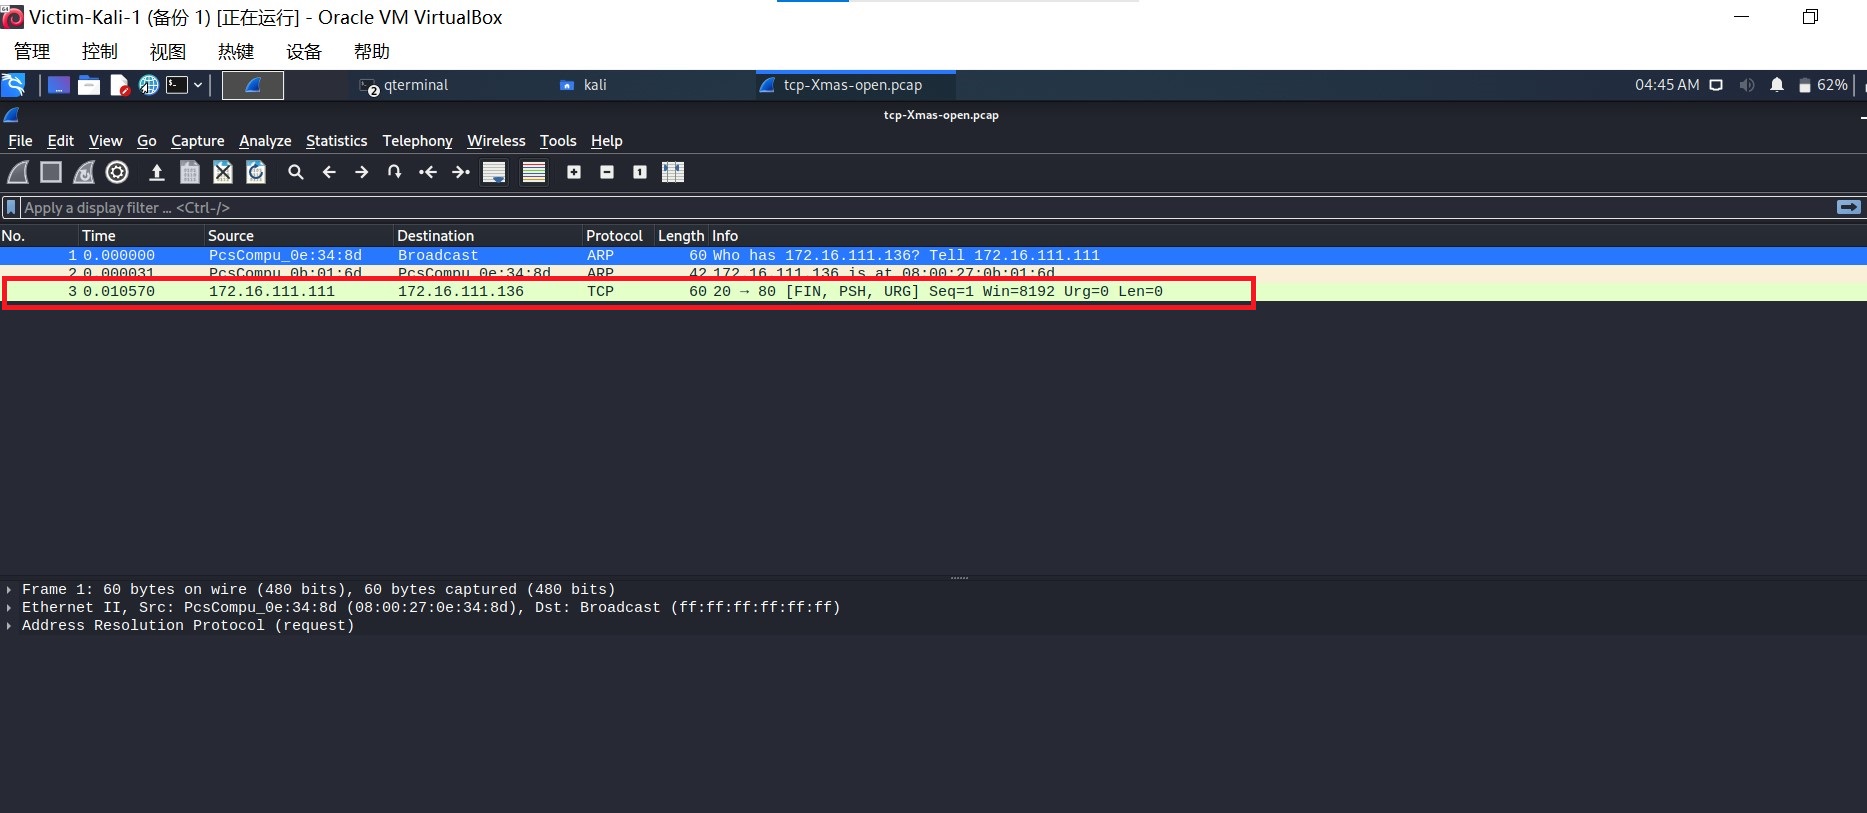 Victim-Kali-1 (备份 1) [正在运行] - Oracle VM VirtualBox
管理 控制 视图 热键 设备 帮助
2 qterminal kali tcp-Xmas-open.pcap 04:45 AM 62%
tcp-Xmas-open.pcap
File Edit View Go Capture Analyze Statistics Telephony Wireless Tools Help
Apply a display filter ... <Ctrl-/>
No. Time Source Destination Protocol Length Info
1 0.000000 PcsCompu_0e:34:8d Broadcast ARP 60 Who has 172.16.111.136? Tell 172.16.111.111
2 0.000031 PcsCompu_0b:01:6d PcsCompu_0e:34:8d ARP 42 172.16.111.136 is at 08:00:27:0b:01:6d
3 0.010570 172.16.111.111 172.16.111.136 TCP 60 20 → 80 [FIN, PSH, URG] Seq=1 Win=8192 Urg=0 Len=0
Frame 1: 60 bytes on wire (480 bits), 60 bytes captured (480 bits)
Ethernet II, Src: PcsCompu_0e:34:8d (08:00:27:0e:34:8d), Dst: Broadcast (ff:ff:ff:ff:ff:ff)
Address Resolution Protocol (request)